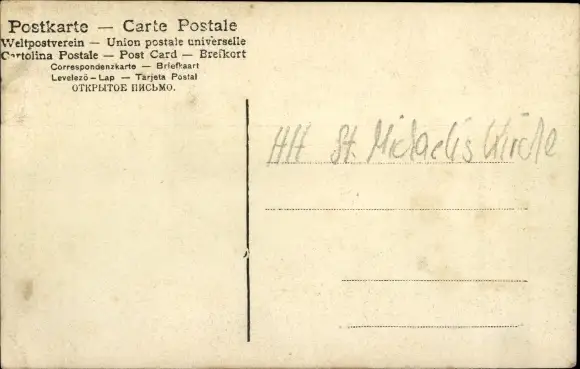 Postkarte — Carte Postale
Weltpostverein — Union postale universelle
Cartolina Postale — Post Card — Brefkort
Correspondenzkarte — Briefkaart
Levelező-Lap — Tarjeta Postal
ОТКРЫТОЕ ПИСЬМО.
HH St. Michaelis Kirche